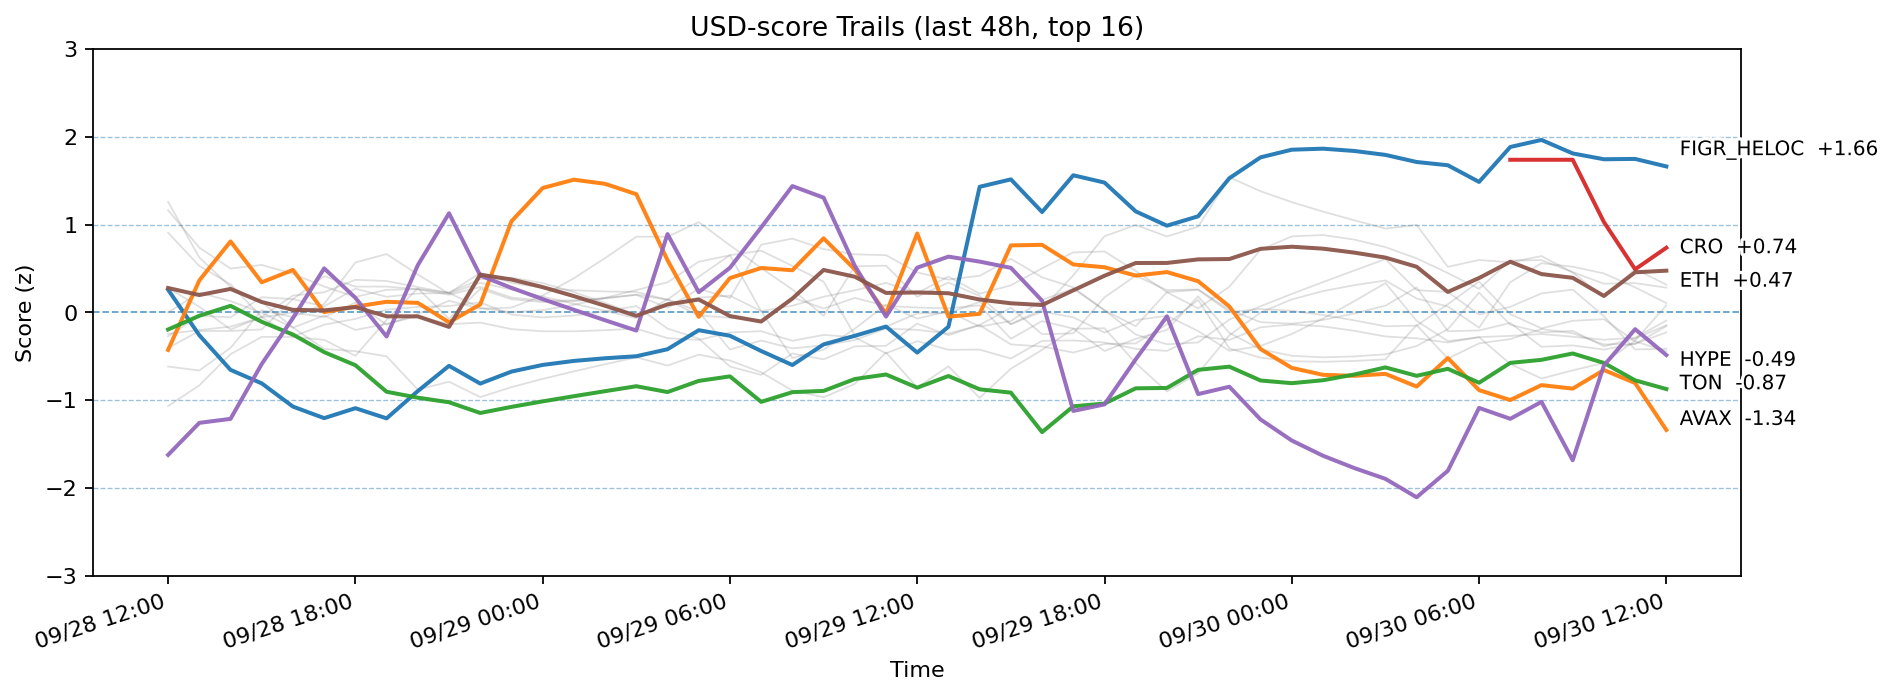 USD-score Trails (last 48h, top 16)
3
2
1
0
−1
−2
−3
Score (z)
FIGR_HELOC +1.66
CRO +0.74
ETH +0.47
HYPE -0.49
TON -0.87
AVAX -1.34
09/28 12:00
09/28 18:00
09/29 00:00
09/29 06:00
09/29 12:00
09/29 18:00
09/30 00:00
09/30 06:00
09/30 12:00
Time